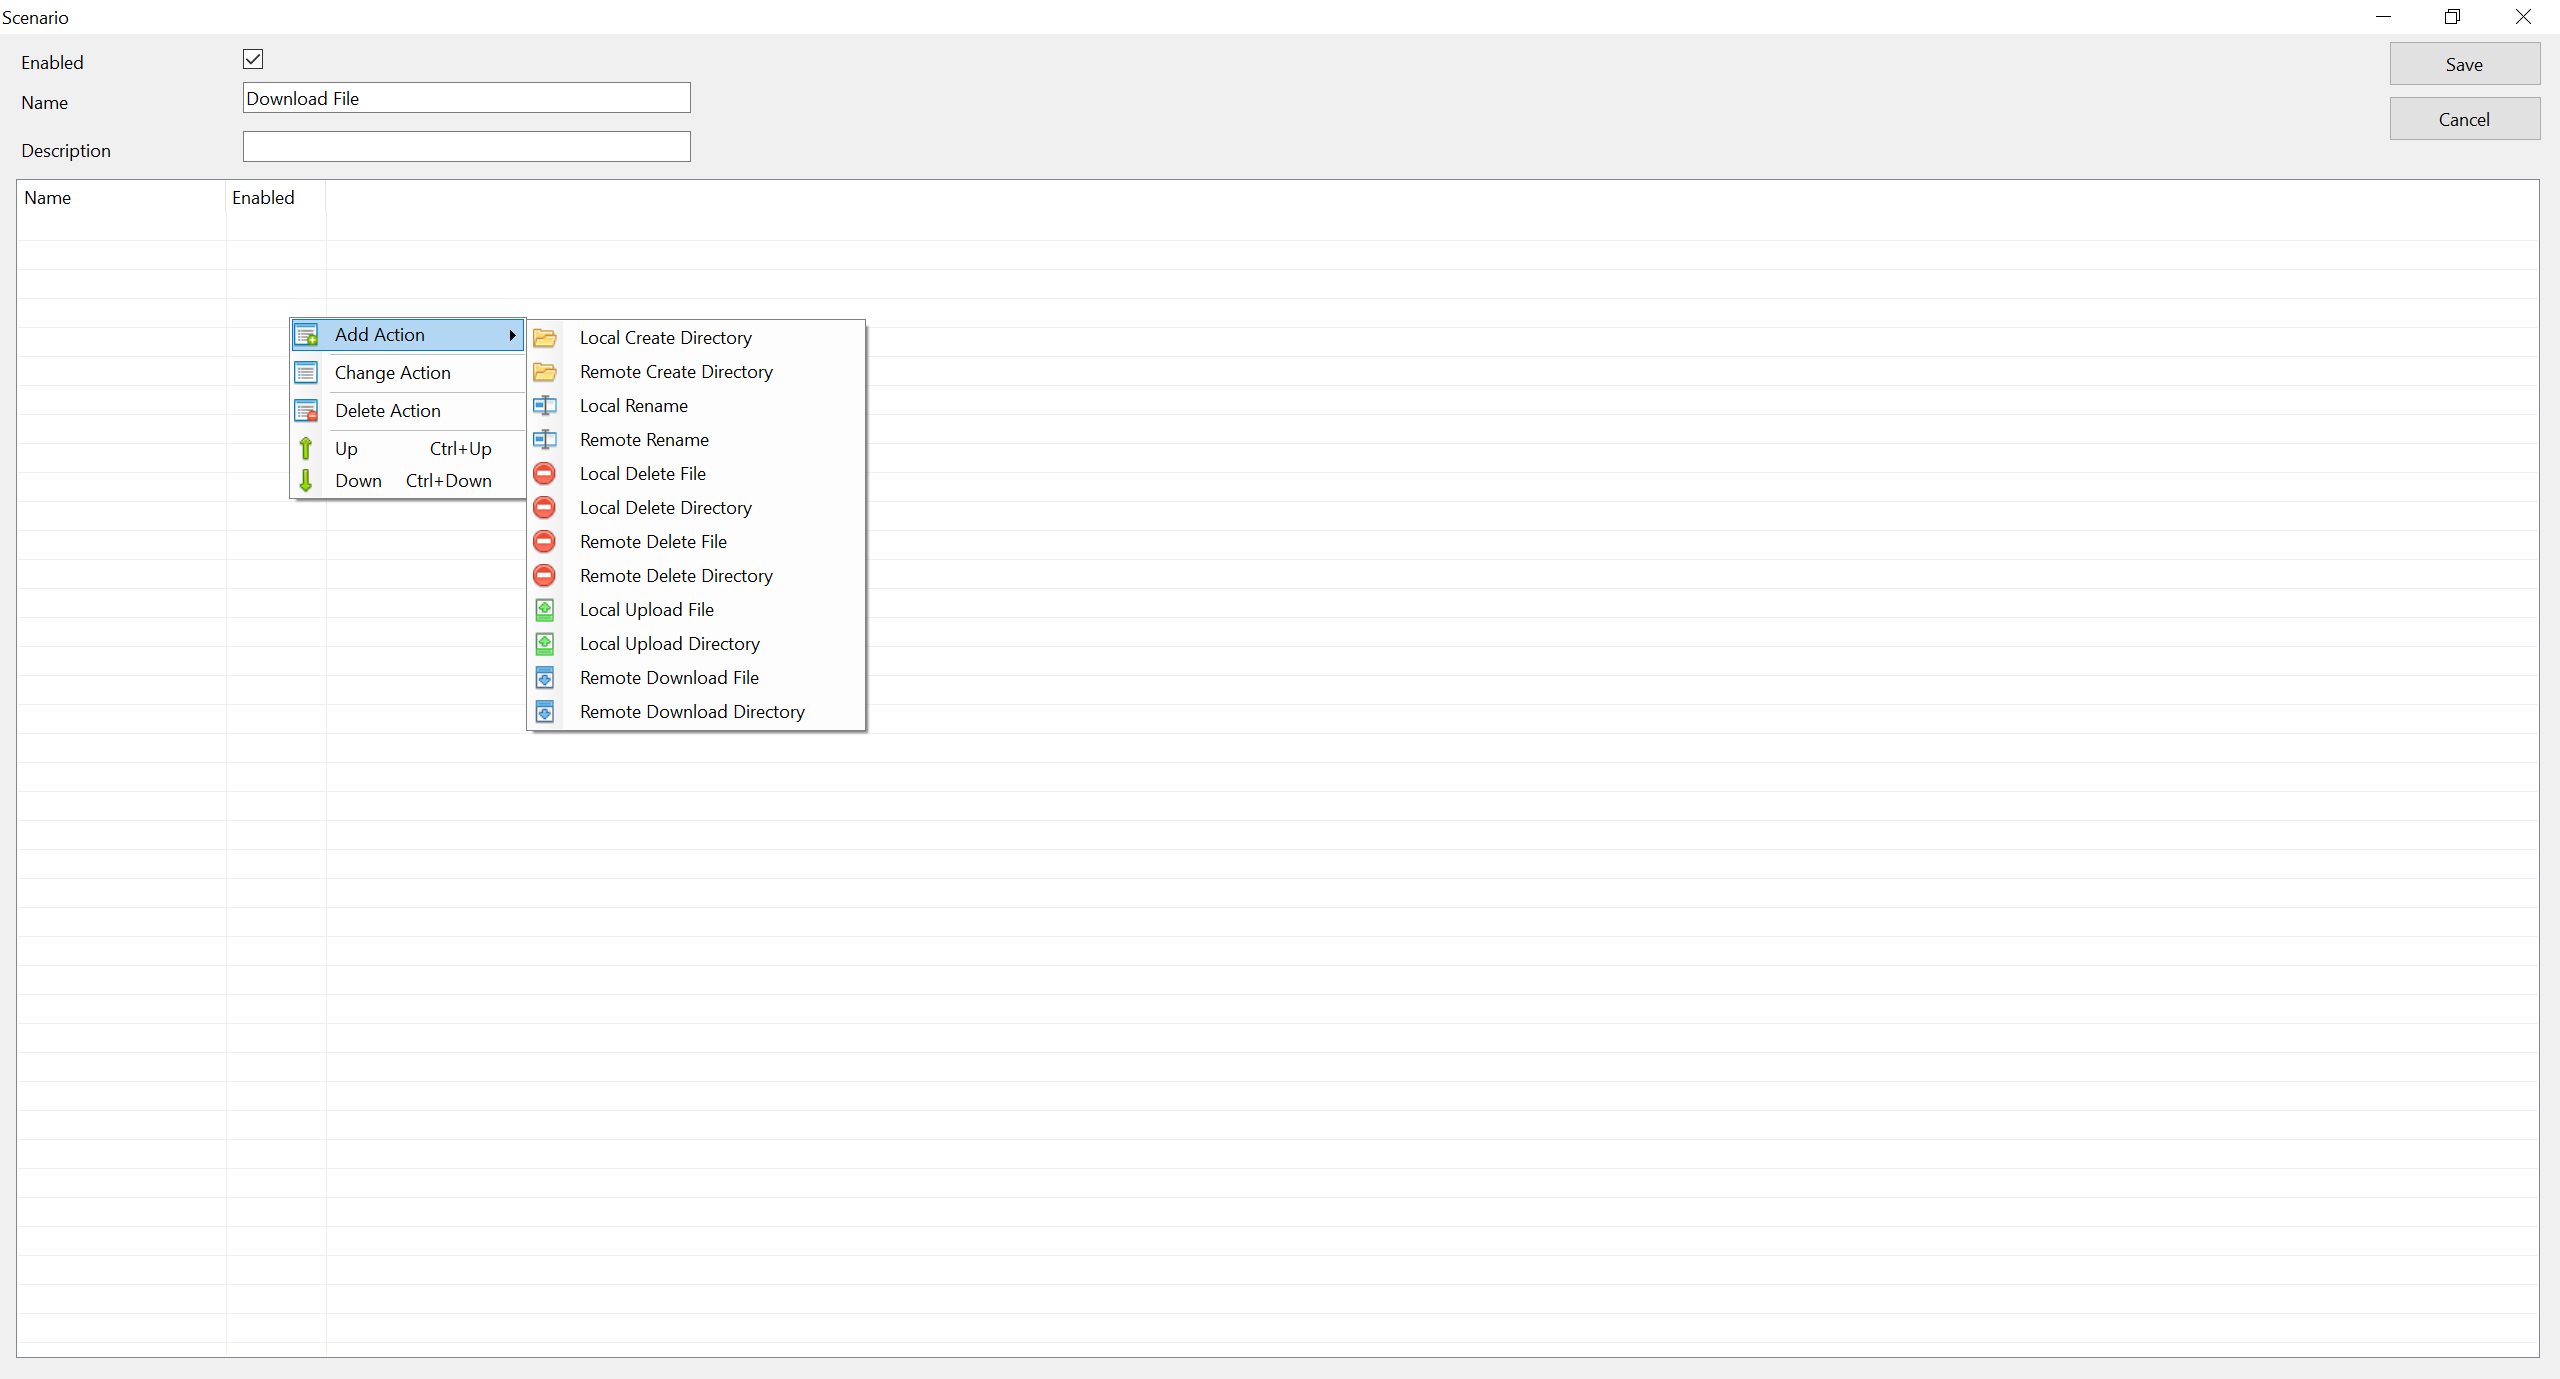 Scenario
Enabled
Save
Name
Download File
Cancel
Description
Name
Enabled
Add Action
Change Action
Delete Action
Up Ctrl+Up
Down Ctrl+Down
Local Create Directory
Remote Create Directory
Local Rename
Remote Rename
Local Delete File
Local Delete Directory
Remote Delete File
Remote Delete Directory
Local Upload File
Local Upload Directory
Remote Download File
Remote Download Directory